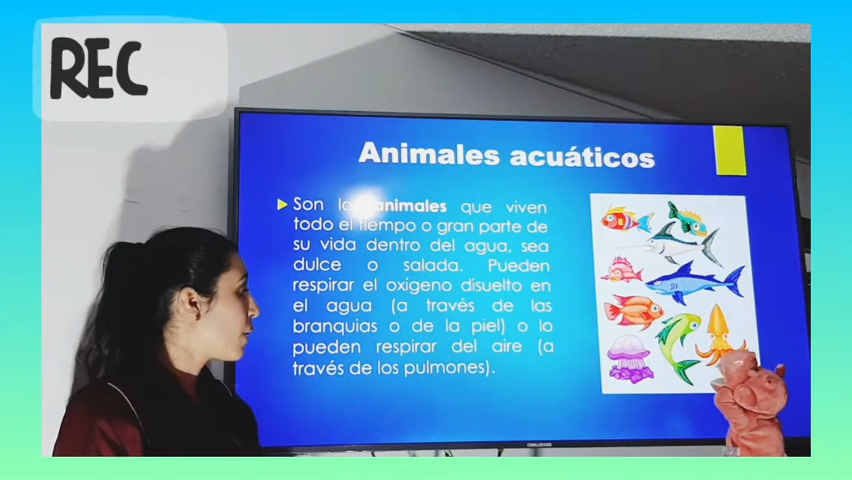 REC
Animales acuáticos
Son animales que viven
todo el tiempo o gran parte de
su vida dentro del agua, sea
dulce o salada. Pueden
respirar el oxígeno disuelto en
el agua (a través de las
branquias o de la piel) o lo
pueden respirar del aire (a
través de los pulmones).
CHALLENGER